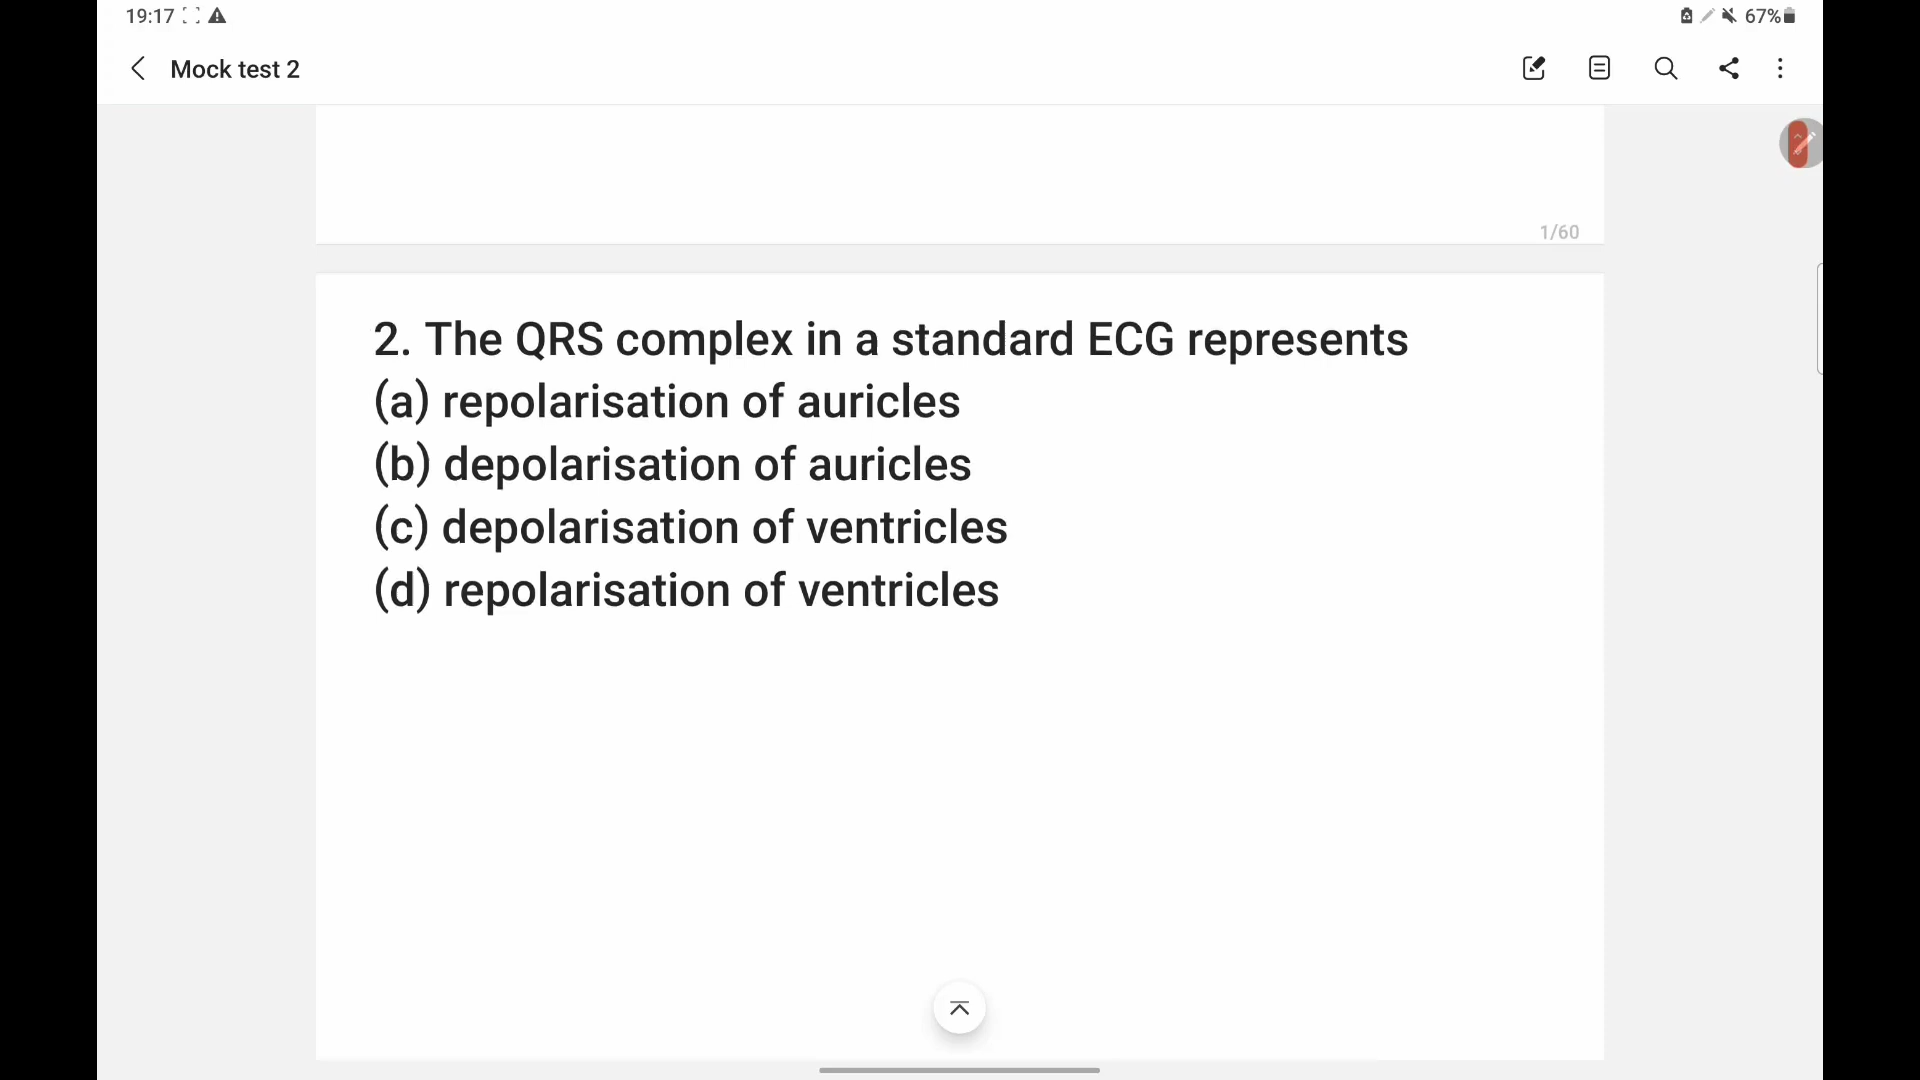 19:17
67%
Mock test 2
1/60
2. The QRS complex in a standard ECG represents
(a) repolarisation of auricles
(b) depolarisation of auricles
(c) depolarisation of ventricles
(d) repolarisation of ventricles